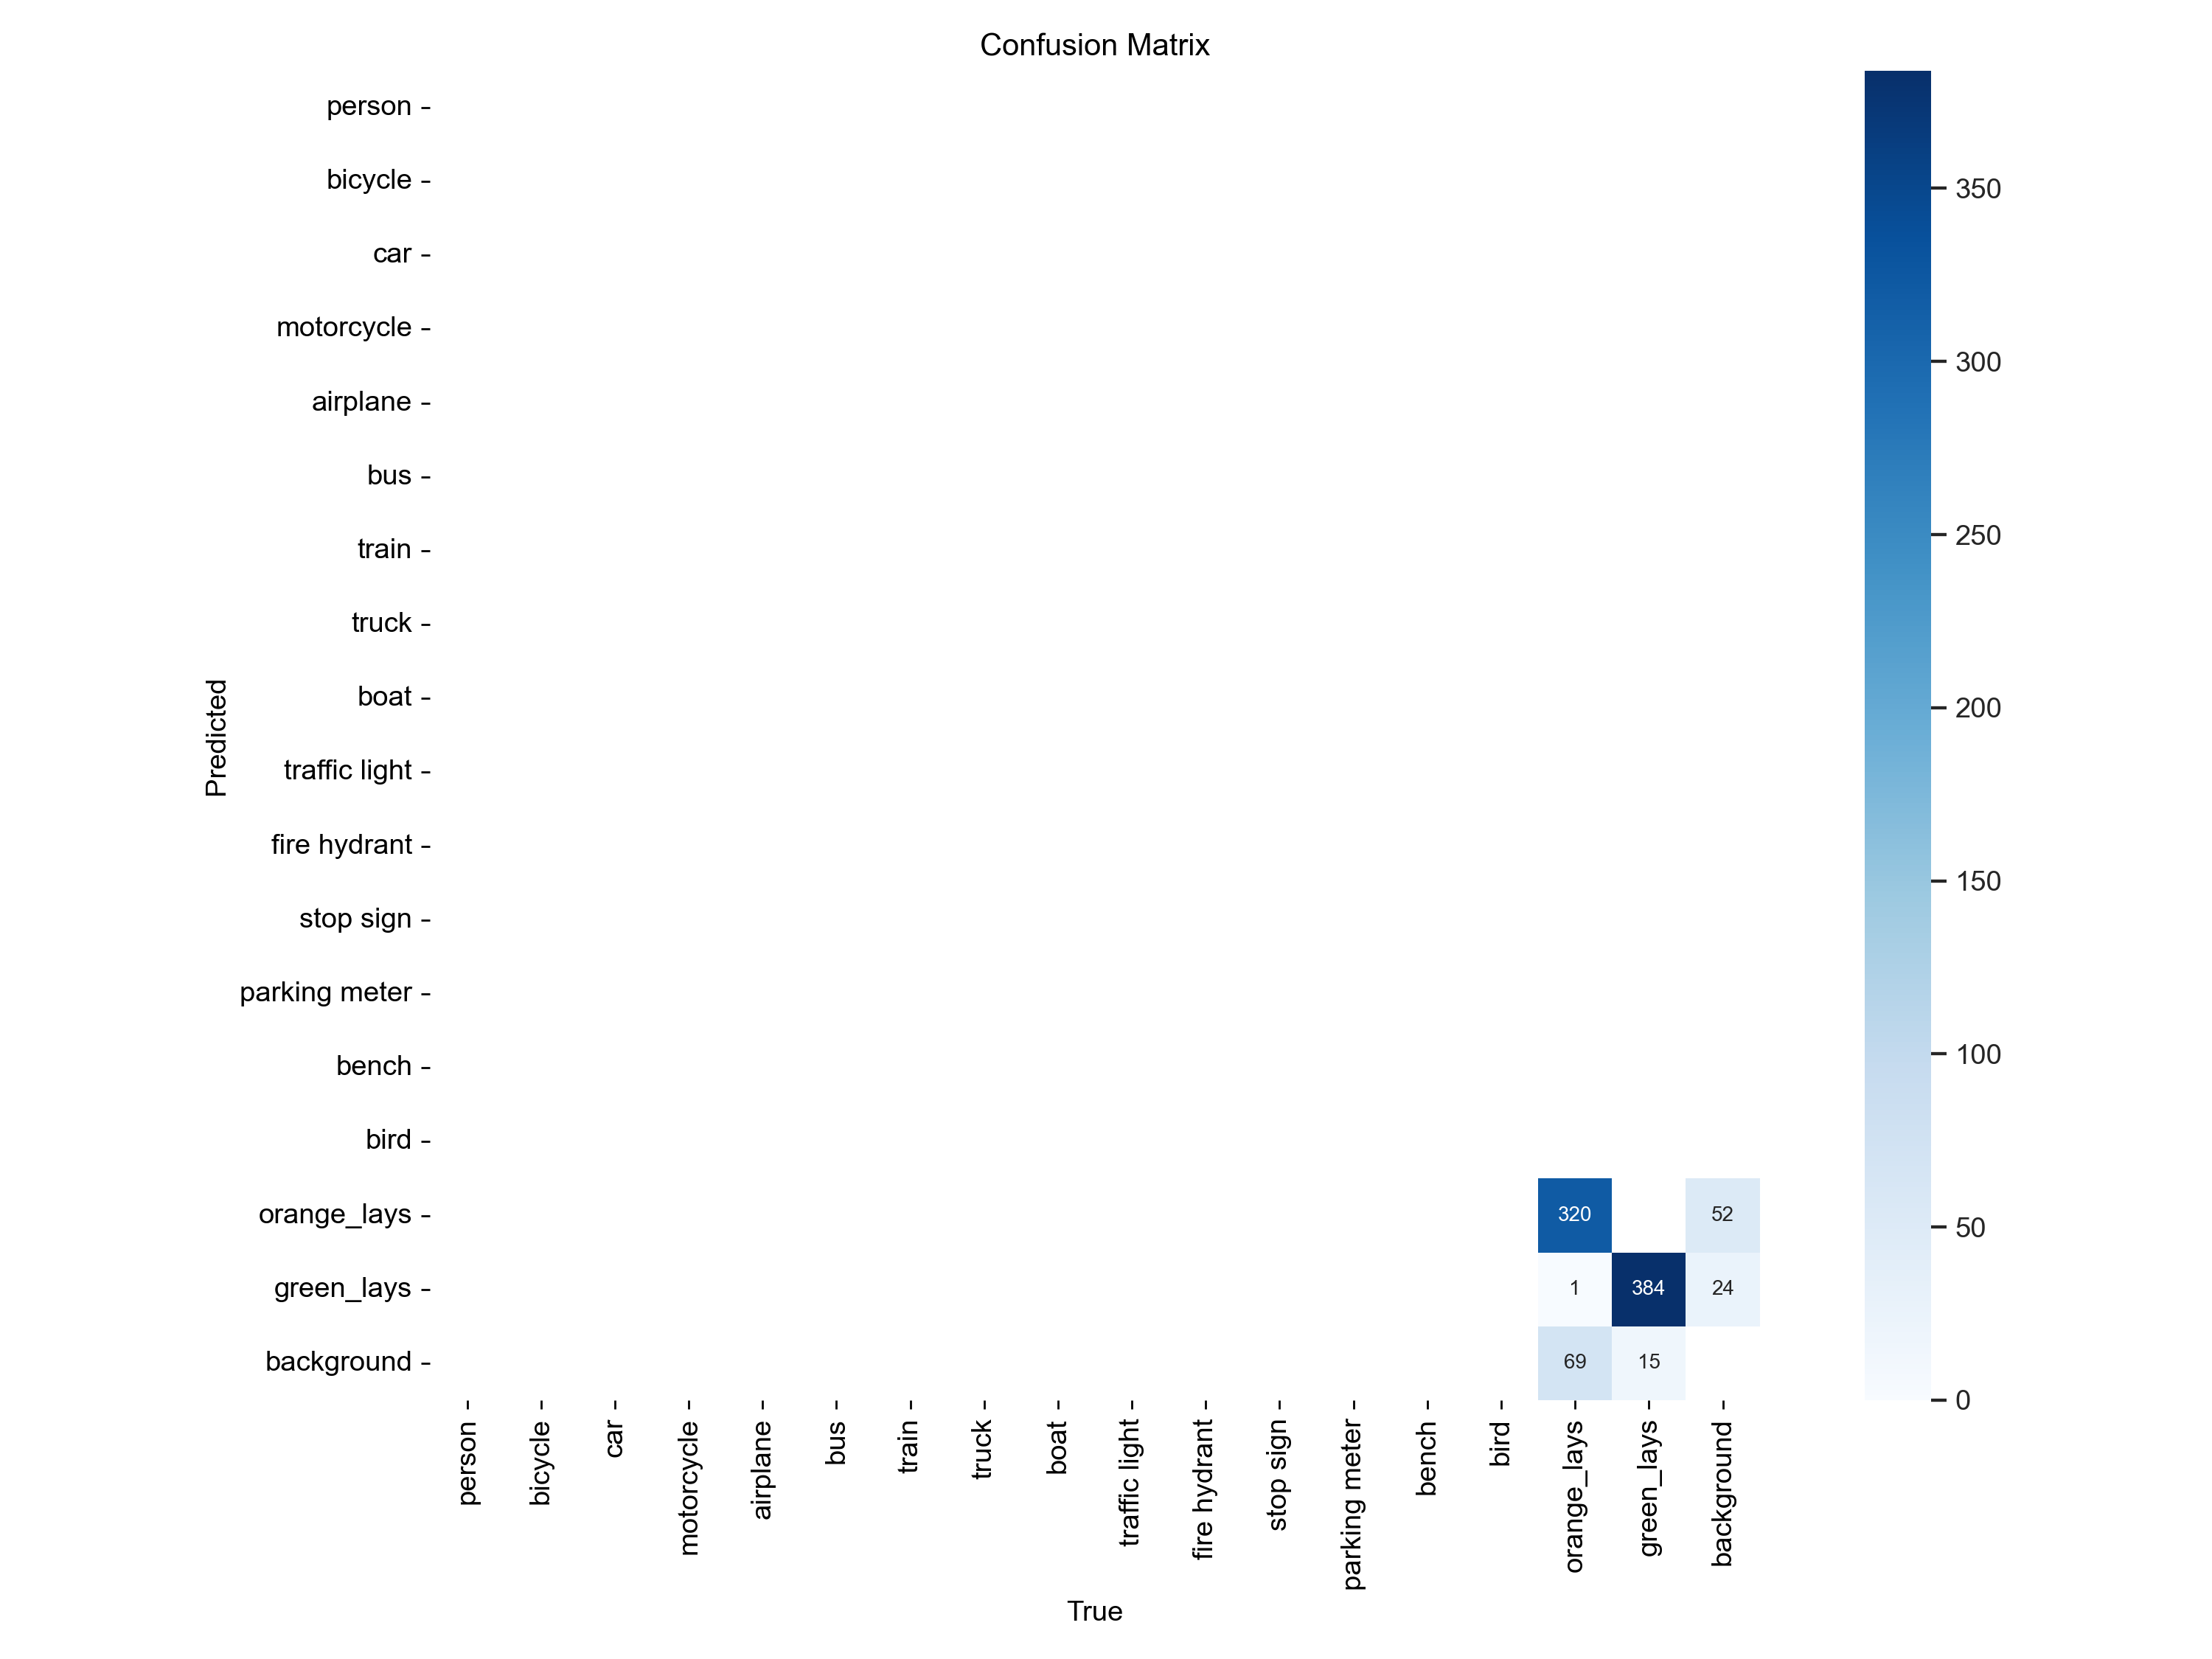 Confusion Matrix
Predicted
person
bicycle
car
motorcycle
airplane
bus
train
truck
boat
traffic light
fire hydrant
stop sign
parking meter
bench
bird
orange_lays
green_lays
background
320
52
1
384
24
69
15
person
bicycle
car
motorcycle
airplane
bus
train
truck
boat
traffic light
fire hydrant
stop sign
parking meter
bench
bird
orange_lays
green_lays
background
True
350
300
250
200
150
100
50
0